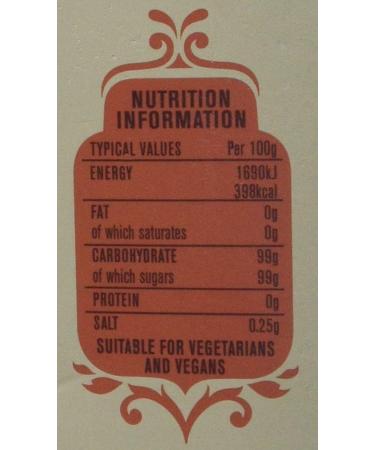 NUTRITION
INFORMATION
TYPICAL VALUES Per 100g
ENERGY 1690kJ
398kcal
FAT 0g
of which saturates 0g
CARBOHYDRATE 99g
of which sugars 99g
PROTEIN 0g
SALT 0.25g
SUITABLE FOR VEGETARIANS
AND VEGANS